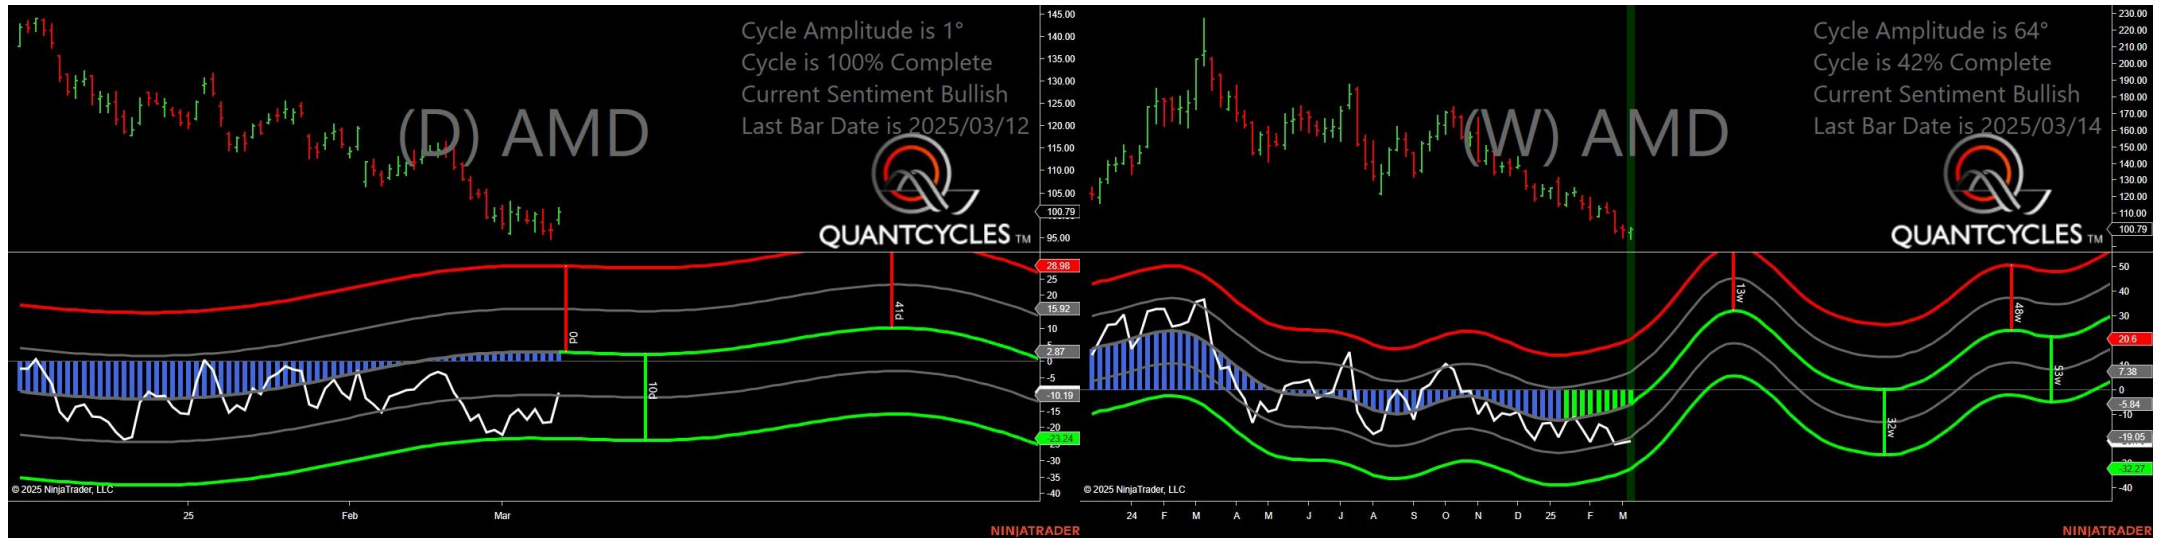 Cycle Amplitude is 1°
Cycle is 100% Complete
Current Sentiment Bullish
Last Bar Date is 2025/03/12
(D) AMD
QUANTCYCLES TM
145.00
140.00
135.00
130.00
125.00
120.00
115.00
110.00
105.00
100.79
95.00
28.98
25
20
15.92
10
2.87
0
-5
-10.19
-15
-20
-23.24
-30
-35
-40
0d
10d
41d
© 2025 NinjaTrader, LLC
25 Feb Mar
NINJATRADER
Cycle Amplitude is 64°
Cycle is 42% Complete
Current Sentiment Bullish
Last Bar Date is 2025/03/14
(W) AMD
QUANTCYCLES TM
230.00
220.00
210.00
200.00
190.00
180.00
170.00
160.00
150.00
140.00
130.00
120.00
110.00
100.79
50
40
30
20.6
10
7.38
0
-5.84
-10
-19.05
-32.27
-40
13w
32w
48w
53w
© 2025 NinjaTrader, LLC
24 F M A M J J A S O N D 25 F M
NINJATRADER